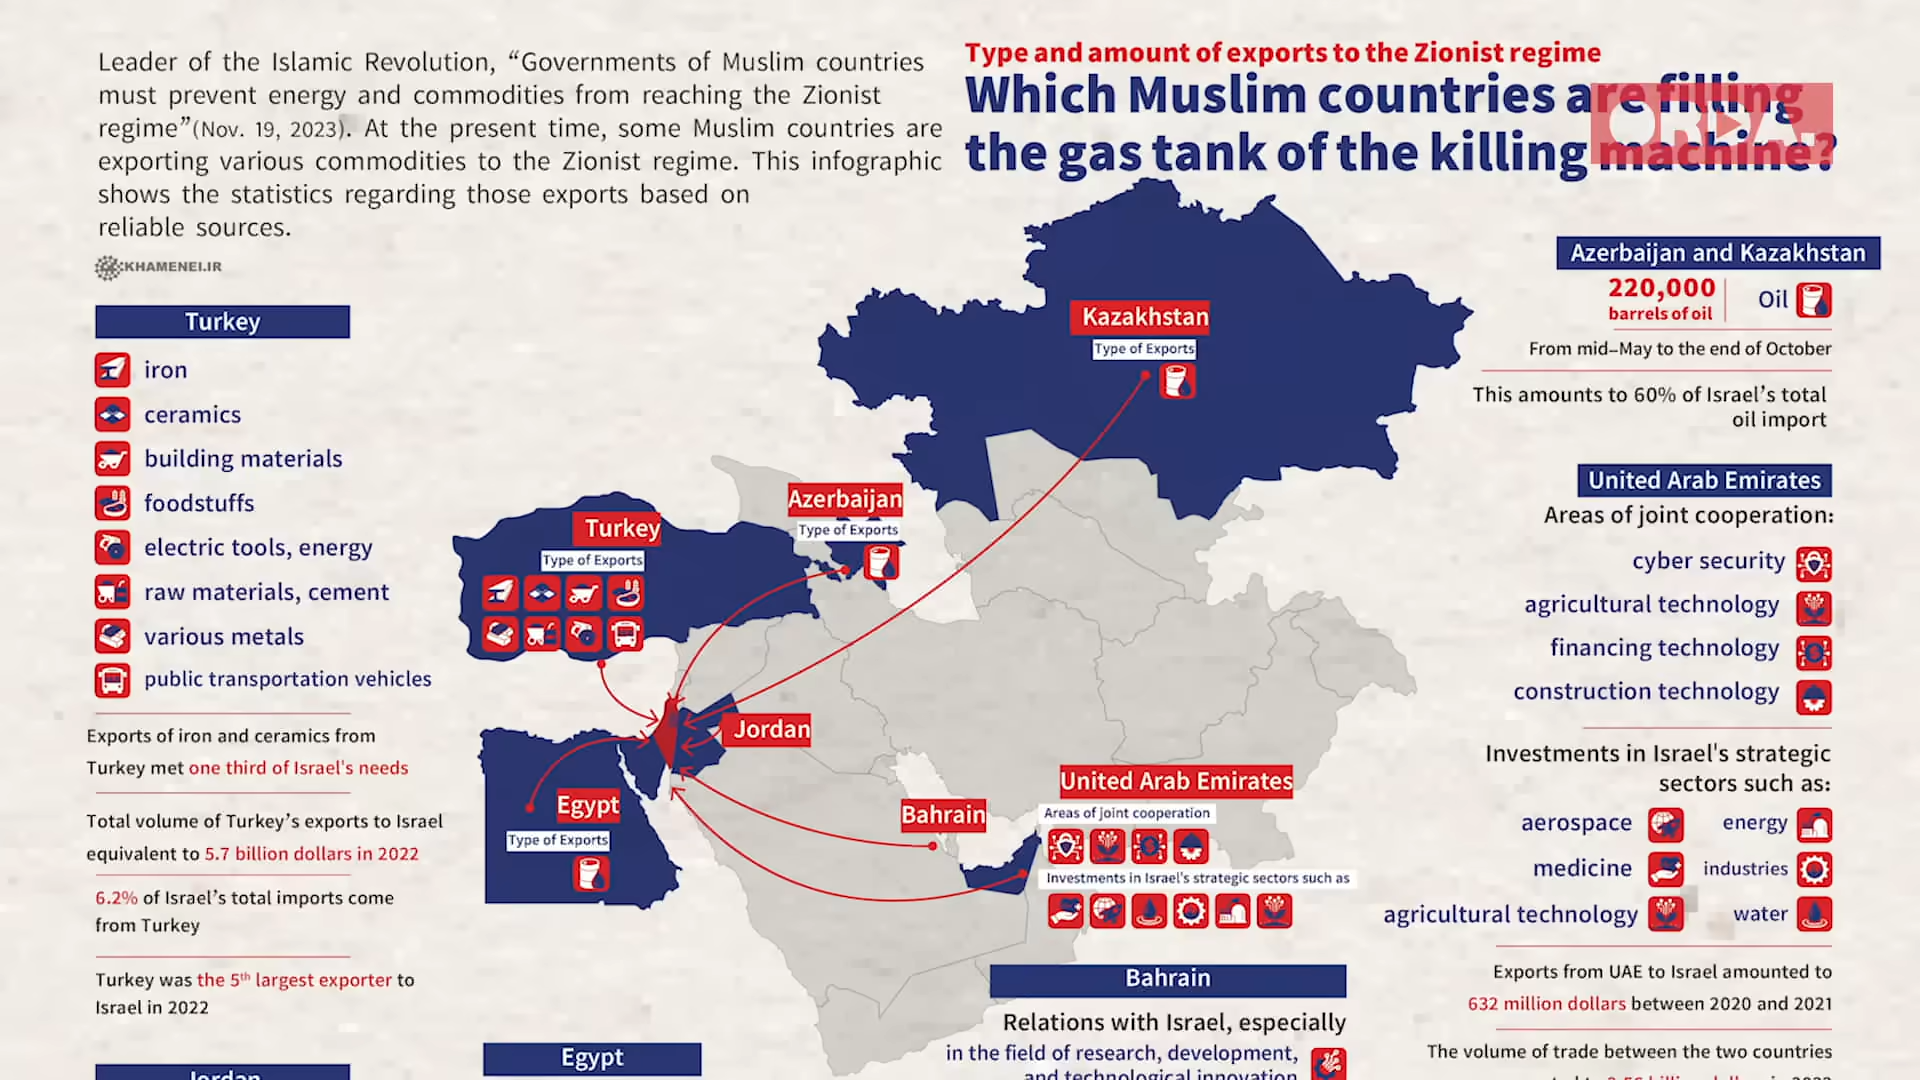 Leader of the Islamic Revolution, “Governments of Muslim countries
must prevent energy and commodities from reaching the Zionist
regime”(Nov. 19, 2023). At the present time, some Muslim countries are
exporting various commodities to the Zionist regime. This infographic
shows the statistics regarding those exports based on
reliable sources.
KHAMENEI.IR
Type and amount of exports to the Zionist regime
Which Muslim countries are filling
the gas tank of the killing machine?
ORDA.
Turkey
iron
ceramics
building materials
foodstuffs
electric tools, energy
raw materials, cement
various metals
public transportation vehicles
Exports of iron and ceramics from
Turkey met one third of Israel's needs
Total volume of Turkey’s exports to Israel
equivalent to 5.7 billion dollars in 2022
6.2% of Israel’s total imports come
from Turkey
Turkey was the 5th largest exporter to
Israel in 2022
Jordan
Kazakhstan
Type of Exports
Azerbaijan
Type of Exports
Turkey
Type of Exports
Jordan
Egypt
Type of Exports
Bahrain
United Arab Emirates
Areas of joint cooperation
Investments in Israel's strategic sectors such as
Egypt
Bahrain
Relations with Israel, especially
in the field of research, development,
and technological innovation
Azerbaijan and Kazakhstan
220,000
barrels of oil
Oil
From mid–May to the end of October
This amounts to 60% of Israel’s total
oil import
United Arab Emirates
Areas of joint cooperation:
cyber security
agricultural technology
financing technology
construction technology
Investments in Israel's strategic
sectors such as:
aerospace energy
medicine industries
agricultural technology water
Exports from UAE to Israel amounted to
632 million dollars between 2020 and 2021
The volume of trade between the two countries